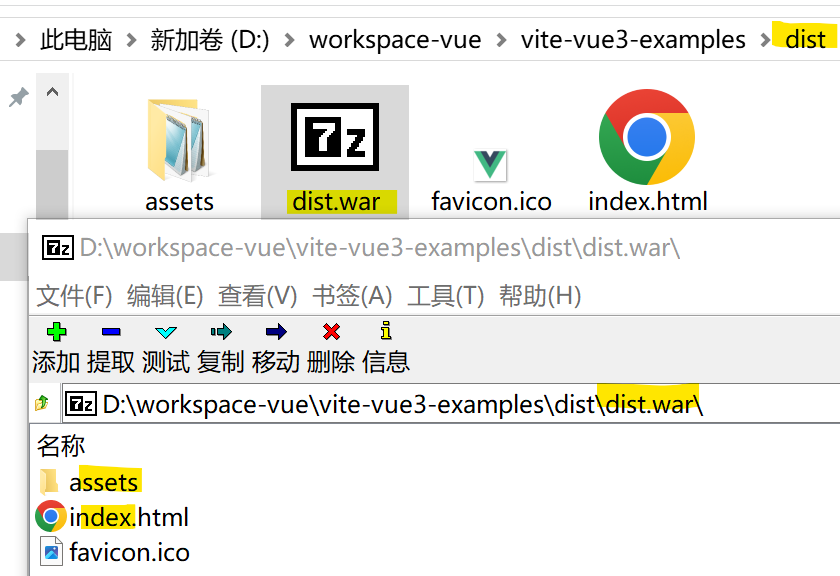 此电脑 > 新加卷 (D:) > workspace-vue > vite-vue3-examples > dist
7z
assets dist.war favicon.ico index.html
7z D:\workspace-vue\vite-vue3-examples\dist\dist.war\
文件(F) 编辑(E) 查看(V) 书签(A) 工具(T) 帮助(H)
添加 提取 测试 复制 移动 删除 信息
7z D:\workspace-vue\vite-vue3-examples\dist\dist.war\
名称
assets
index.html
favicon.ico